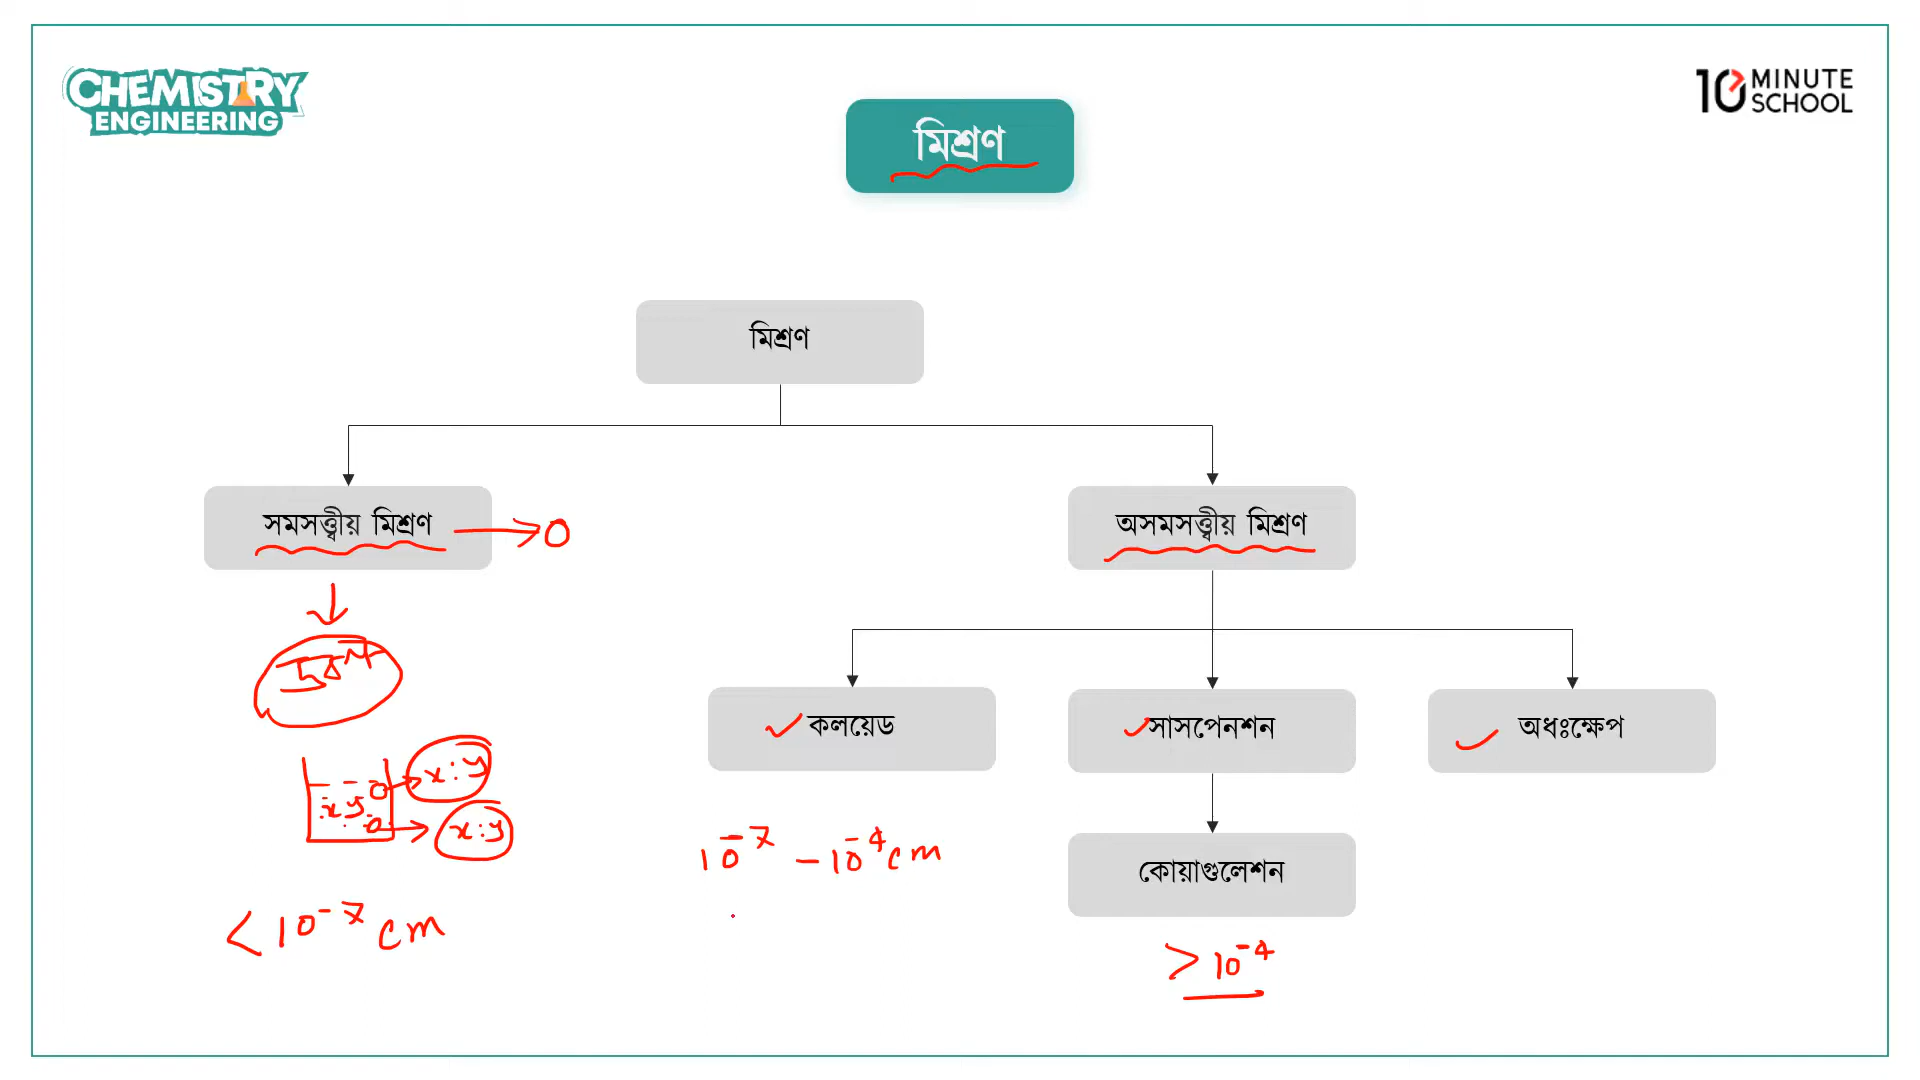 CHEMISTRY
ENGINEERING
10 MINUTE
SCHOOL
মিশ্রণ
মিশ্রণ
সমসত্ত্বীয় মিশ্রণ → 0
অসমসত্ত্বীয় মিশ্রণ
দ্রবণ
কলয়েড
সাসপেনশন
অধঃক্ষেপ
x : y
x y
x : y
10⁻⁷ – 10⁻⁴ cm
কোয়াগুলেশন
< 10⁻⁷ cm
> 10⁻⁴